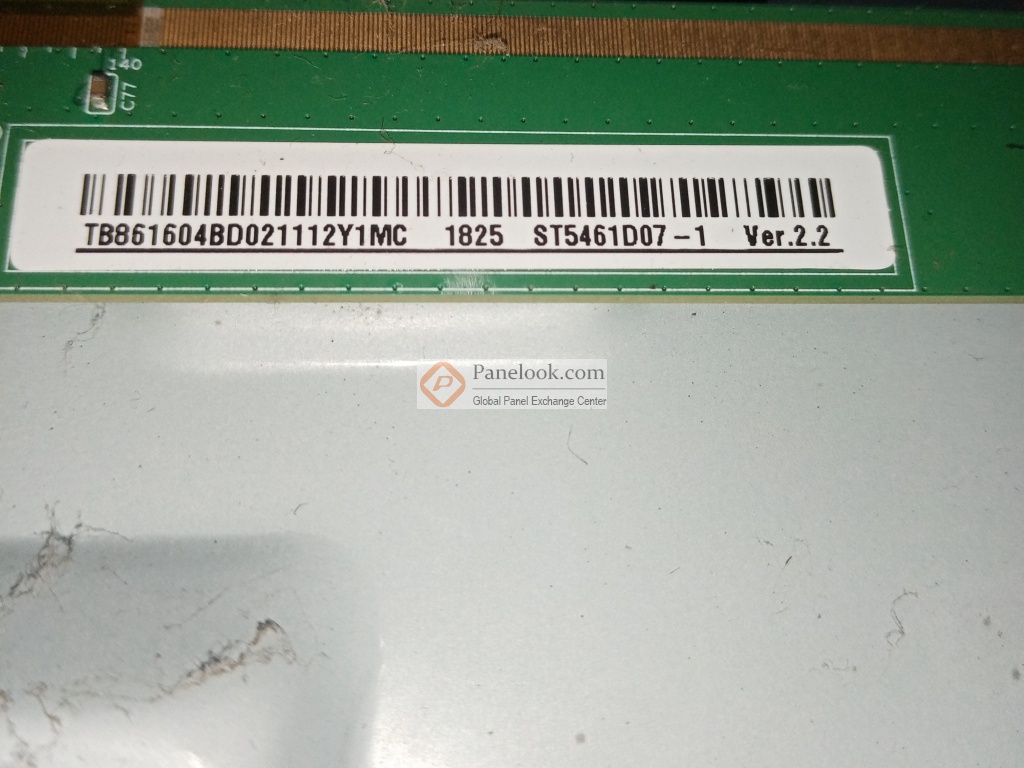 140
C77
TB861604BD021112Y1MC 1825 ST5461D07-1 Ver.2.2
Panelook.com
Global Panel Exchange Center